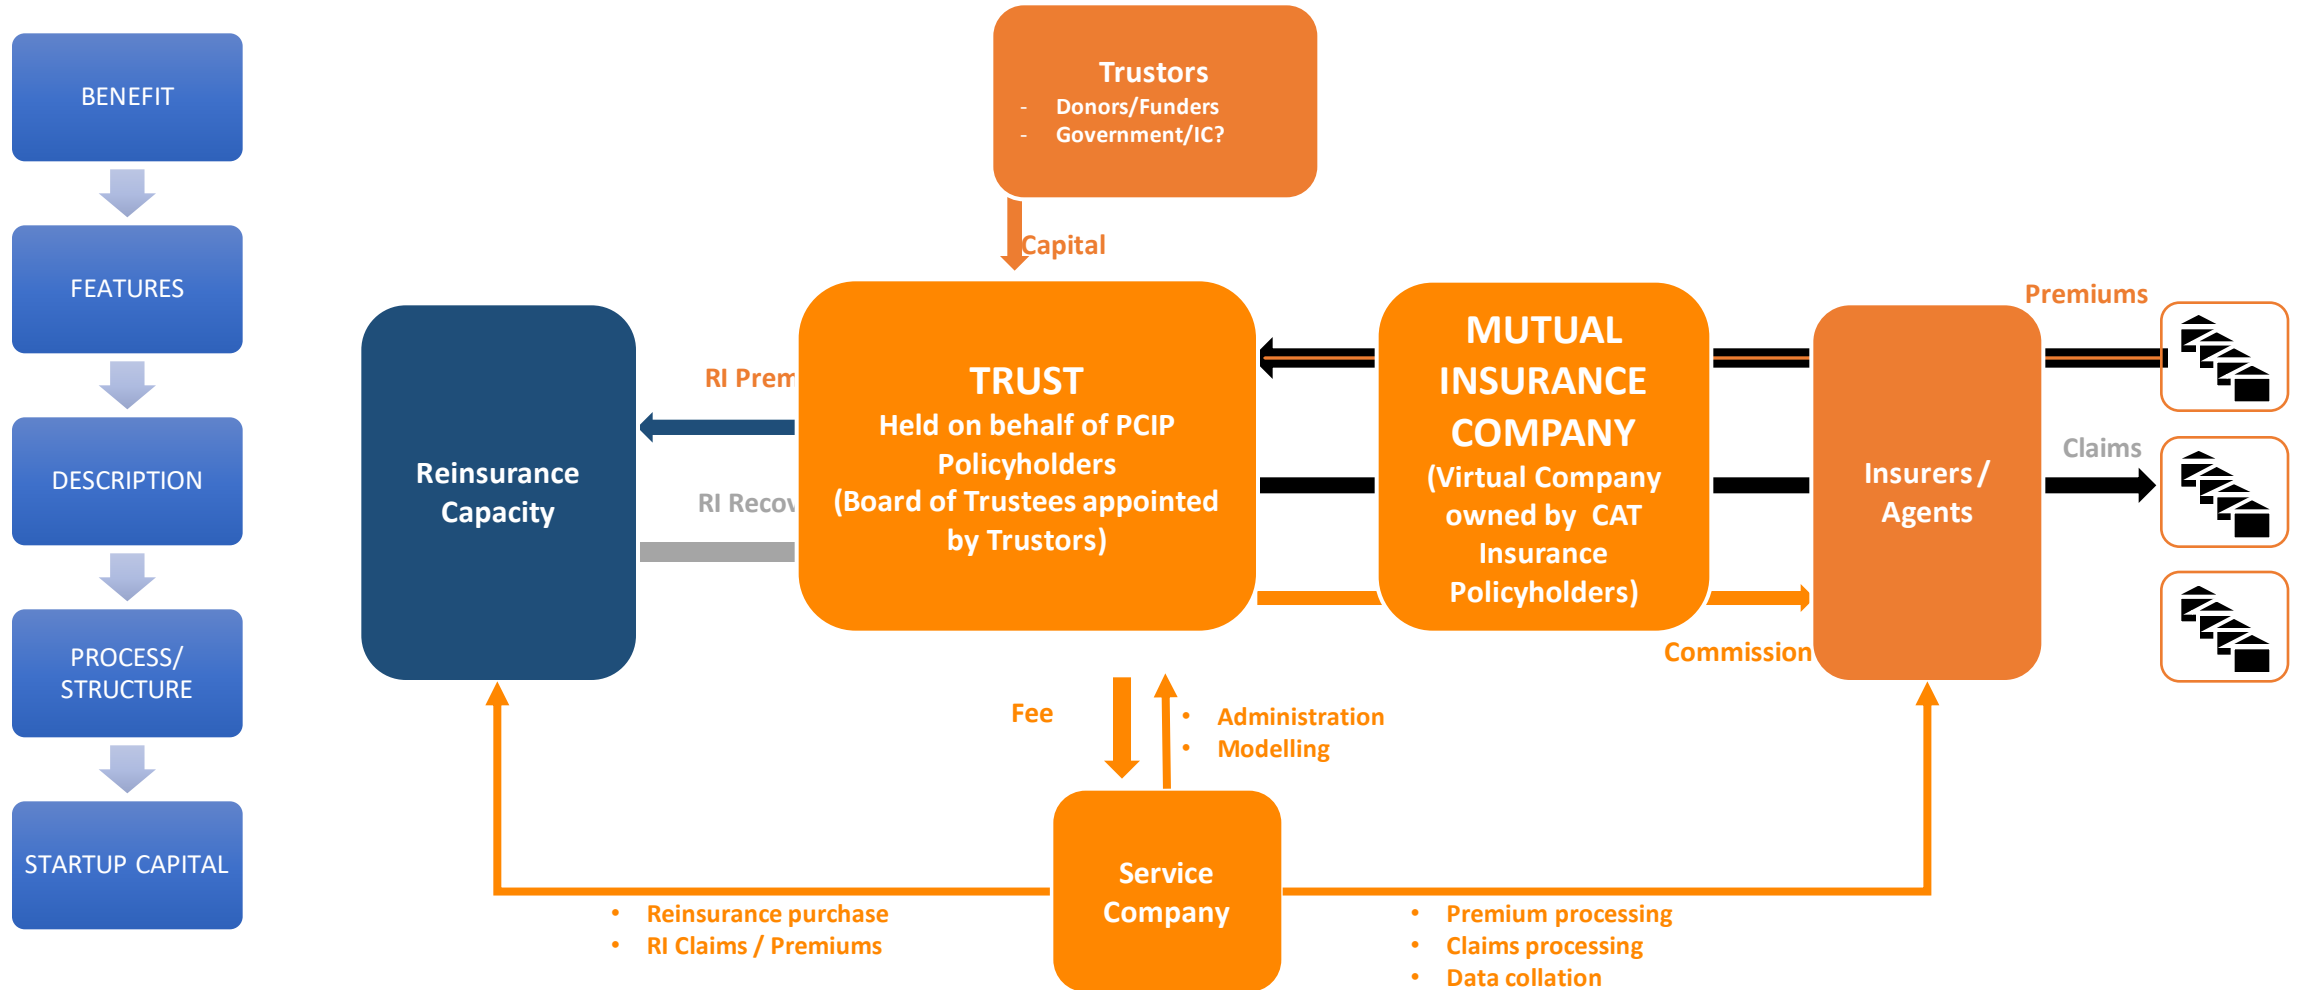 BENEFIT
FEATURES
DESCRIPTION
PROCESS/
STRUCTURE
STARTUP CAPITAL
Trustors
- Donors/Funders
- Government/IC?
Capital
Reinsurance
Capacity
RI Prem
RI Recov
TRUST
Held on behalf of PCIP
Policyholders
(Board of Trustees appointed
by Trustors)
MUTUAL
INSURANCE
COMPANY
(Virtual Company
owned by CAT
Insurance
Policyholders)
Insurers/
Agents
Premiums
Claims
Commission
Fee
• Administration
• Modelling
Service
Company
• Reinsurance purchase
• RI Claims / Premiums
• Premium processing
• Claims processing
• Data collation